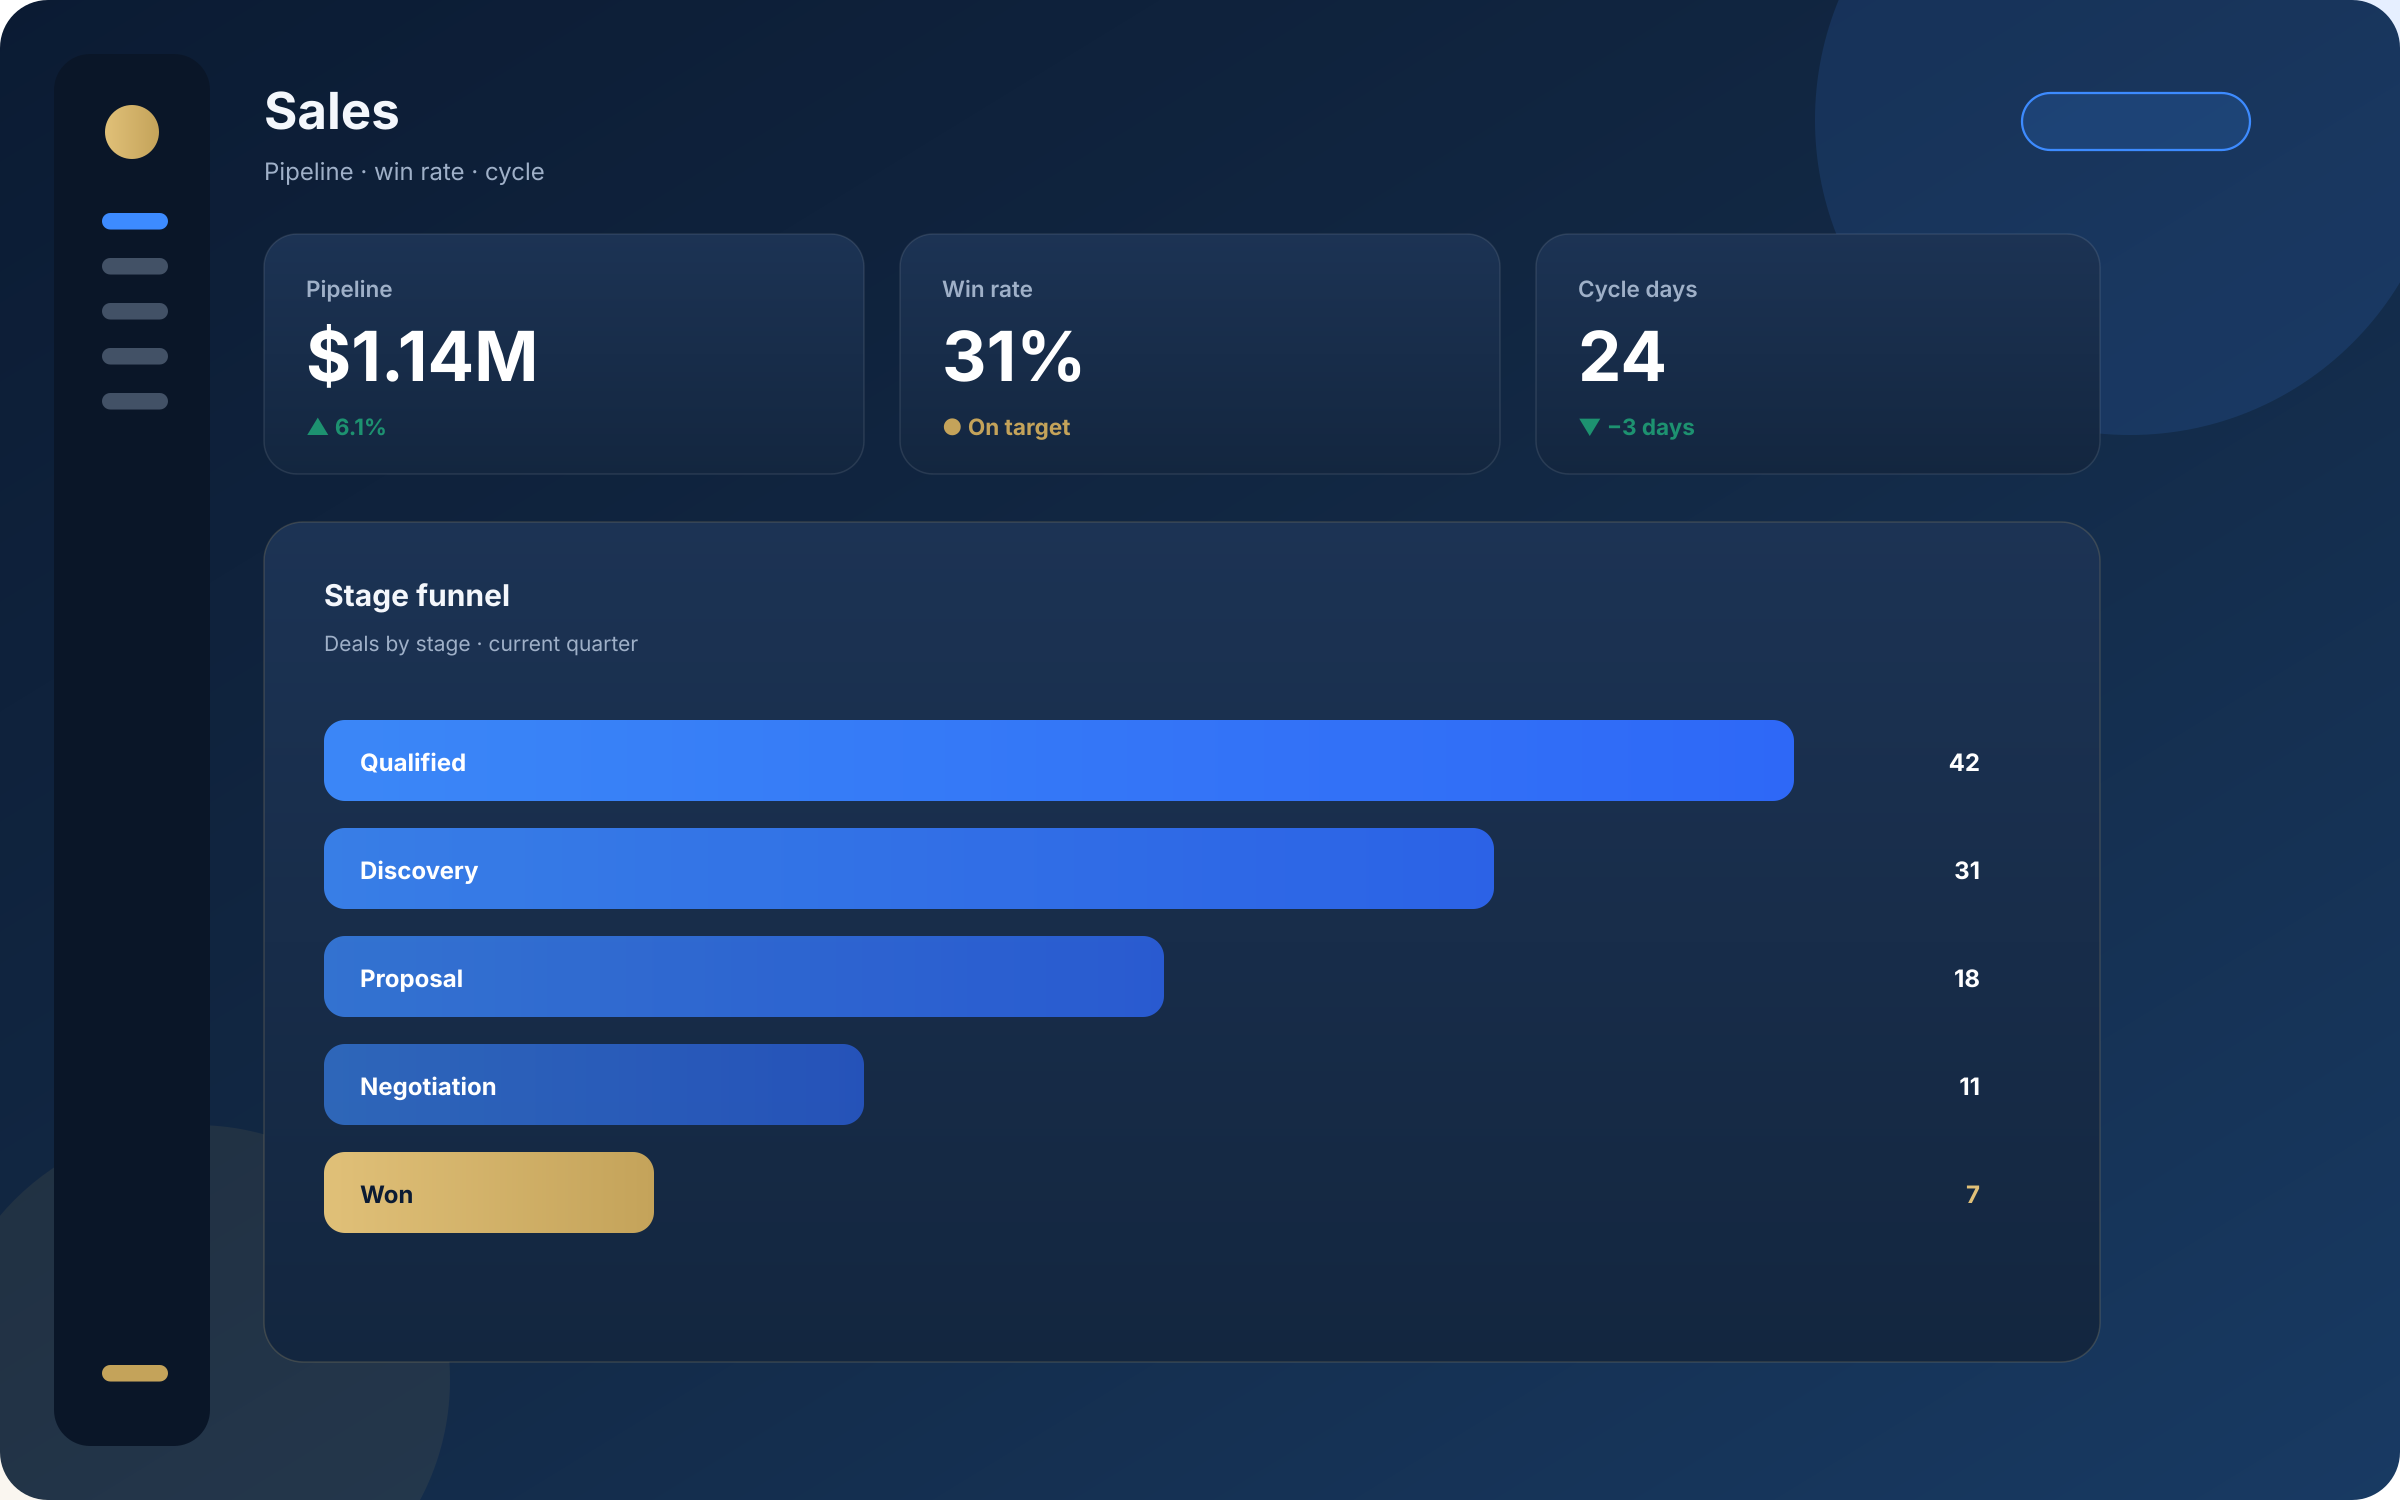 Sales
Pipeline · win rate · cycle
Pipeline
$1.14M
▲ 6.1%
Win rate
31%
● On target
Cycle days
24
▼ −3 days
Stage funnel
Deals by stage · current quarter
Qualified 42
Discovery 31
Proposal 18
Negotiation 11
Won 7